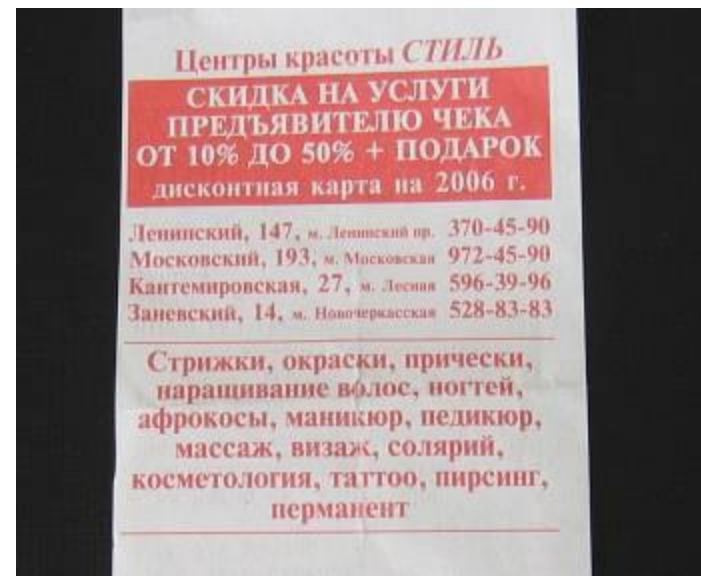 Центры красоты СТИЛЬ
СКИДКА НА УСЛУГИ
ПРЕДЪЯВИТЕЛЮ ЧЕКА
ОТ 10% ДО 50% + ПОДАРОК
дисконтная карта на 2006 г.
Ленинский, 147, м. Ленинский пр. 370-45-90
Московский, 193, м. Московская 972-45-90
Кантемировская, 27, м. Лесная 596-39-96
Заневский, 14, м. Новочеркасская 528-83-83
Стрижки, окраски, прически,
наращивание волос, ногтей,
афрокосы, маникюр, педикюр,
массаж, визаж, солярий,
косметология, таттоо, пирсинг,
перманент